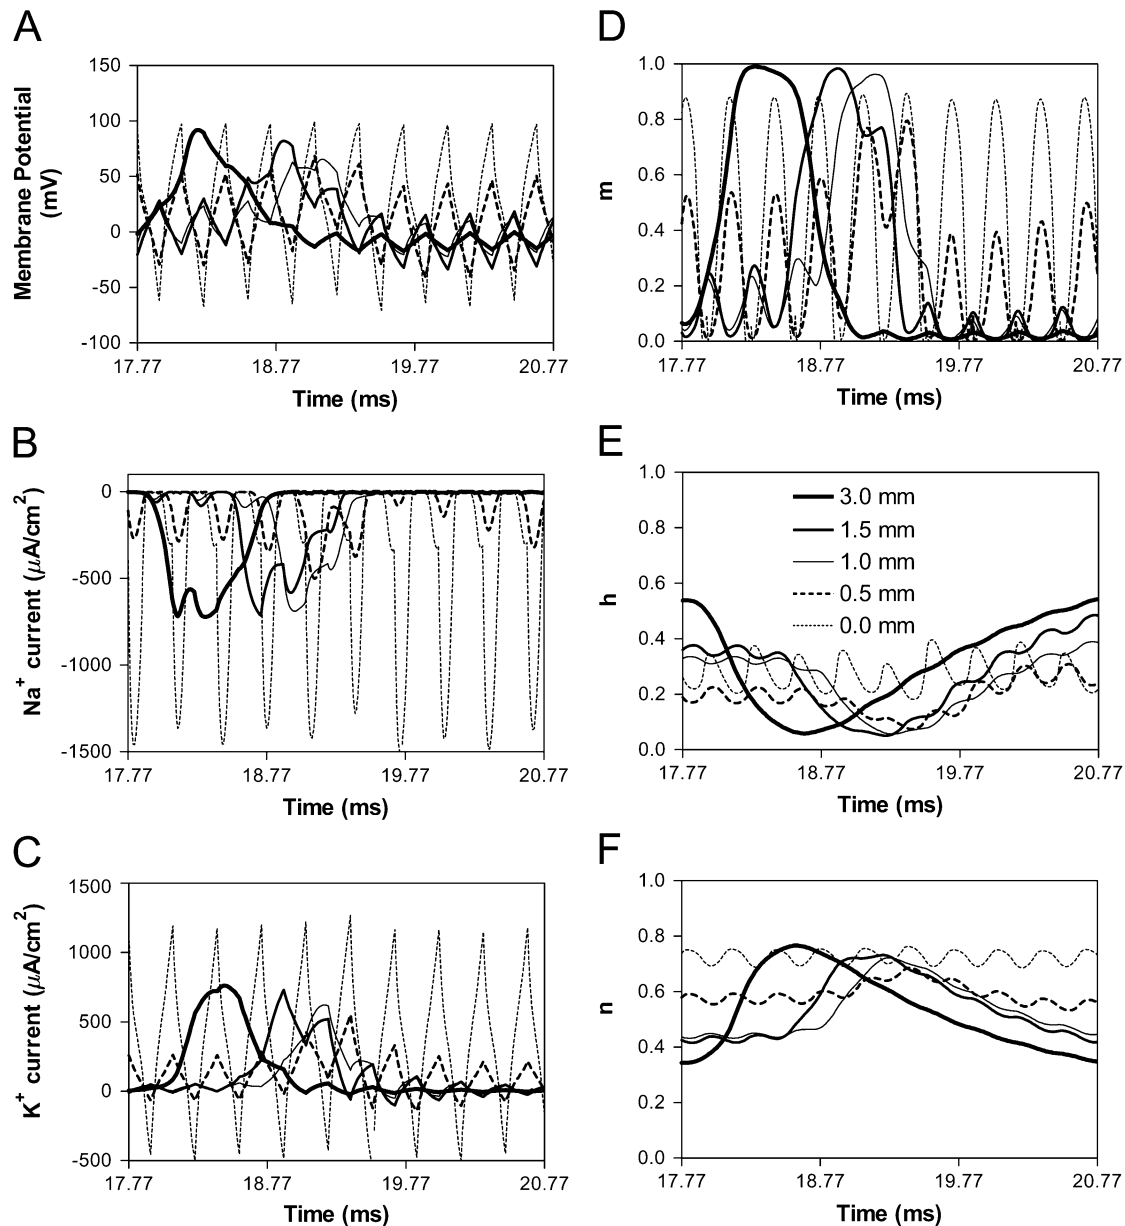 A
Membrane Potential
(mV)
150
100
50
0
-50
-100
17.77
18.77
19.77
20.77
Time (ms)
B
Na+ current (µA/cm2)
0
-500
-1000
-1500
17.77
18.77
19.77
20.77
Time (ms)
C
K+ current (µA/cm2)
1500
1000
500
0
-500
17.77
18.77
19.77
20.77
Time (ms)
D
m
1.0
0.8
0.6
0.4
0.2
0.0
17.77
18.77
19.77
20.77
Time (ms)
E
h
1.0
0.8
0.6
0.4
0.2
0.0
3.0 mm
1.5 mm
1.0 mm
0.5 mm
0.0 mm
17.77
18.77
19.77
20.77
Time (ms)
F
n
1.0
0.8
0.6
0.4
0.2
0.0
17.77
18.77
19.77
20.77
Time (ms)